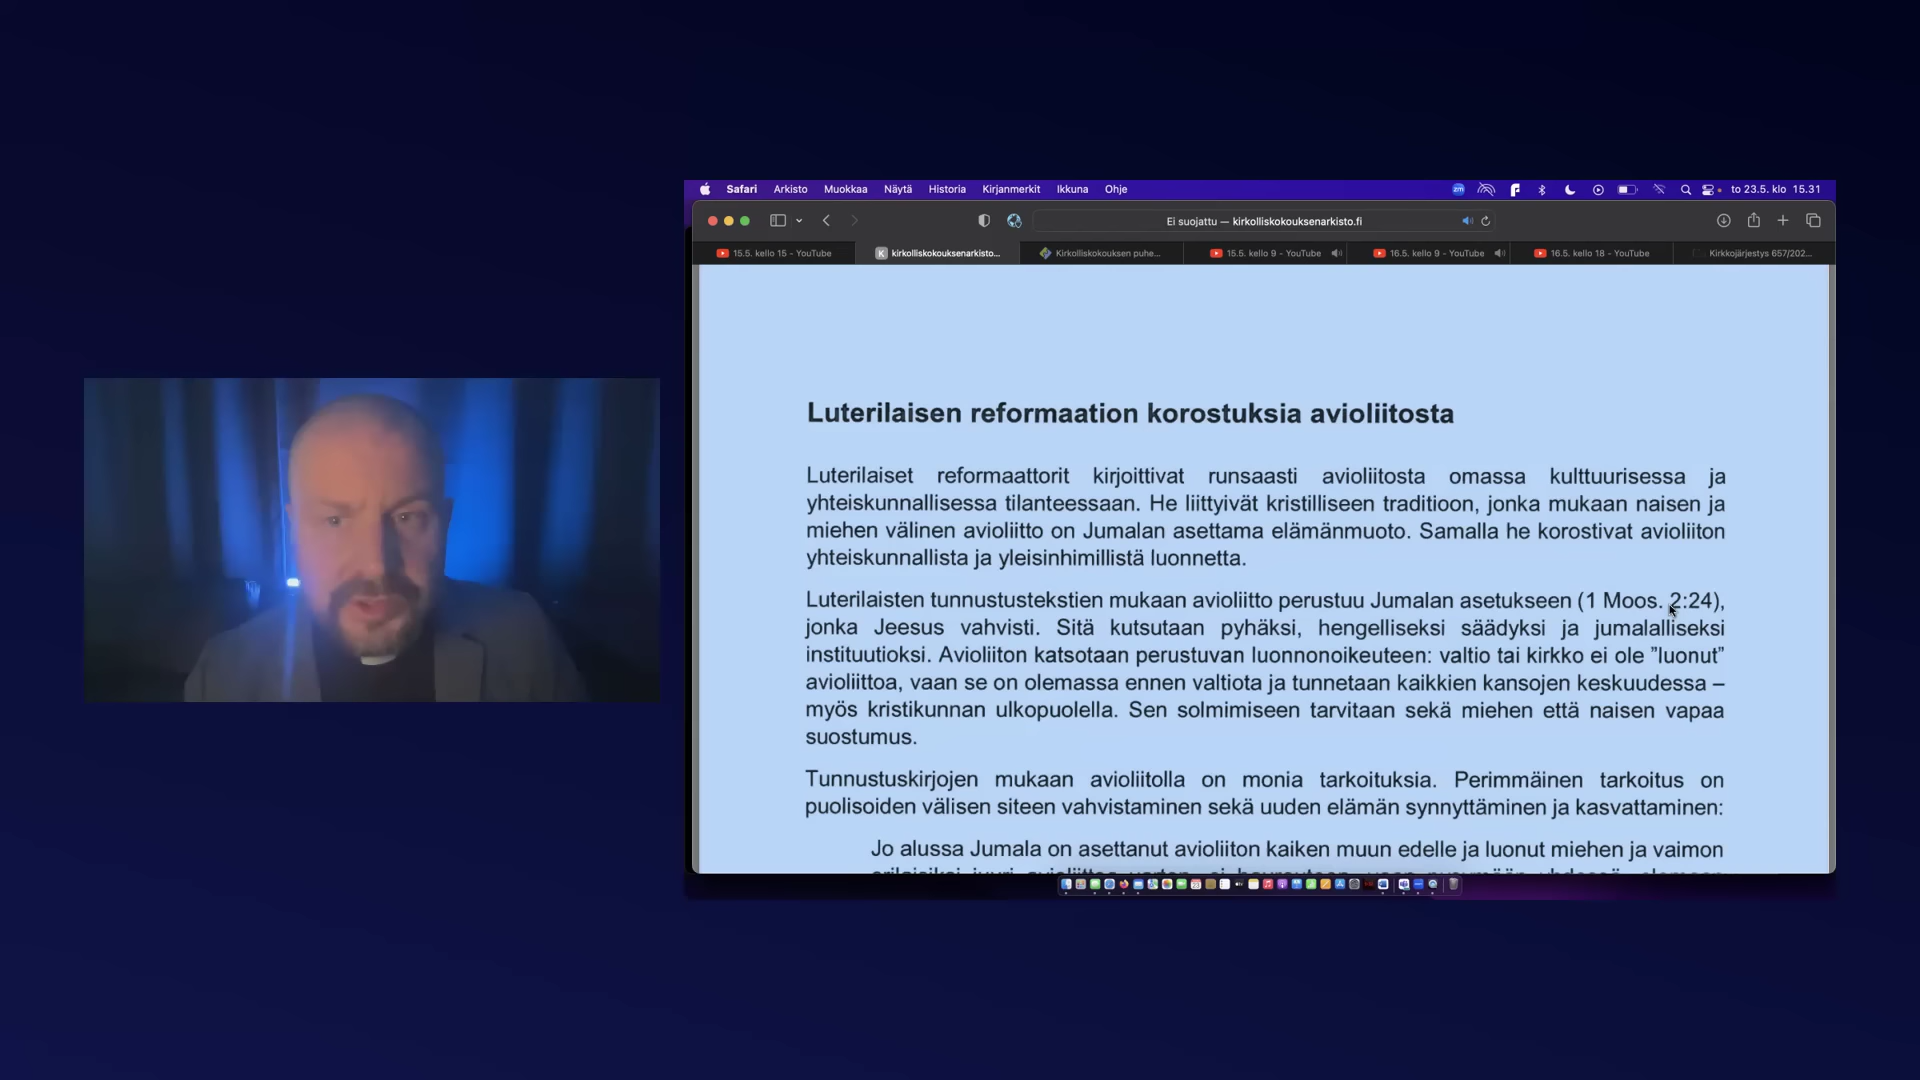 Safari Arkisto Muokkaa Näytä Historia Kirjanmerkit Ikkuna Ohje
zm
to 23.5. klo 15.31
Ei suojattu — kirkolliskokouksenarkisto.fi
15.5. kello 15 - YouTube
K kirkolliskokouksenarkisto...
Kirkolliskokouksen puhe...
15.5. kello 9 - YouTube
16.5. kello 9 - YouTube
16.5. kello 18 - YouTube
Kirkkojärjestys 657/202...
Luterilaisen reformaation korostuksia avioliitosta
Luterilaiset reformaattorit kirjoittivat runsaasti avioliitosta omassa kulttuurisessa ja
yhteiskunnallisessa tilanteessaan. He liittyivät kristilliseen traditioon, jonka mukaan naisen ja
miehen välinen avioliitto on Jumalan asettama elämänmuoto. Samalla he korostivat avioliiton
yhteiskunnallista ja yleisinhimillistä luonnetta.
Luterilaisten tunnustustekstien mukaan avioliitto perustuu Jumalan asetukseen (1 Moos. 2:24),
jonka Jeesus vahvisti. Sitä kutsutaan pyhäksi, hengelliseksi säädyksi ja jumalalliseksi
instituutioksi. Avioliiton katsotaan perustuvan luonnonoikeuteen: valtio tai kirkko ei ole ”luonut”
avioliittoa, vaan se on olemassa ennen valtiota ja tunnetaan kaikkien kansojen keskuudessa –
myös kristikunnan ulkopuolella. Sen solmimiseen tarvitaan sekä miehen että naisen vapaa
suostumus.
Tunnustuskirjojen mukaan avioliitolla on monia tarkoituksia. Perimmäinen tarkoitus on
puolisoiden välisen siteen vahvistaminen sekä uuden elämän synnyttäminen ja kasvattaminen:
Jo alussa Jumala on asettanut avioliiton kaiken muun edelle ja luonut miehen ja vaimon